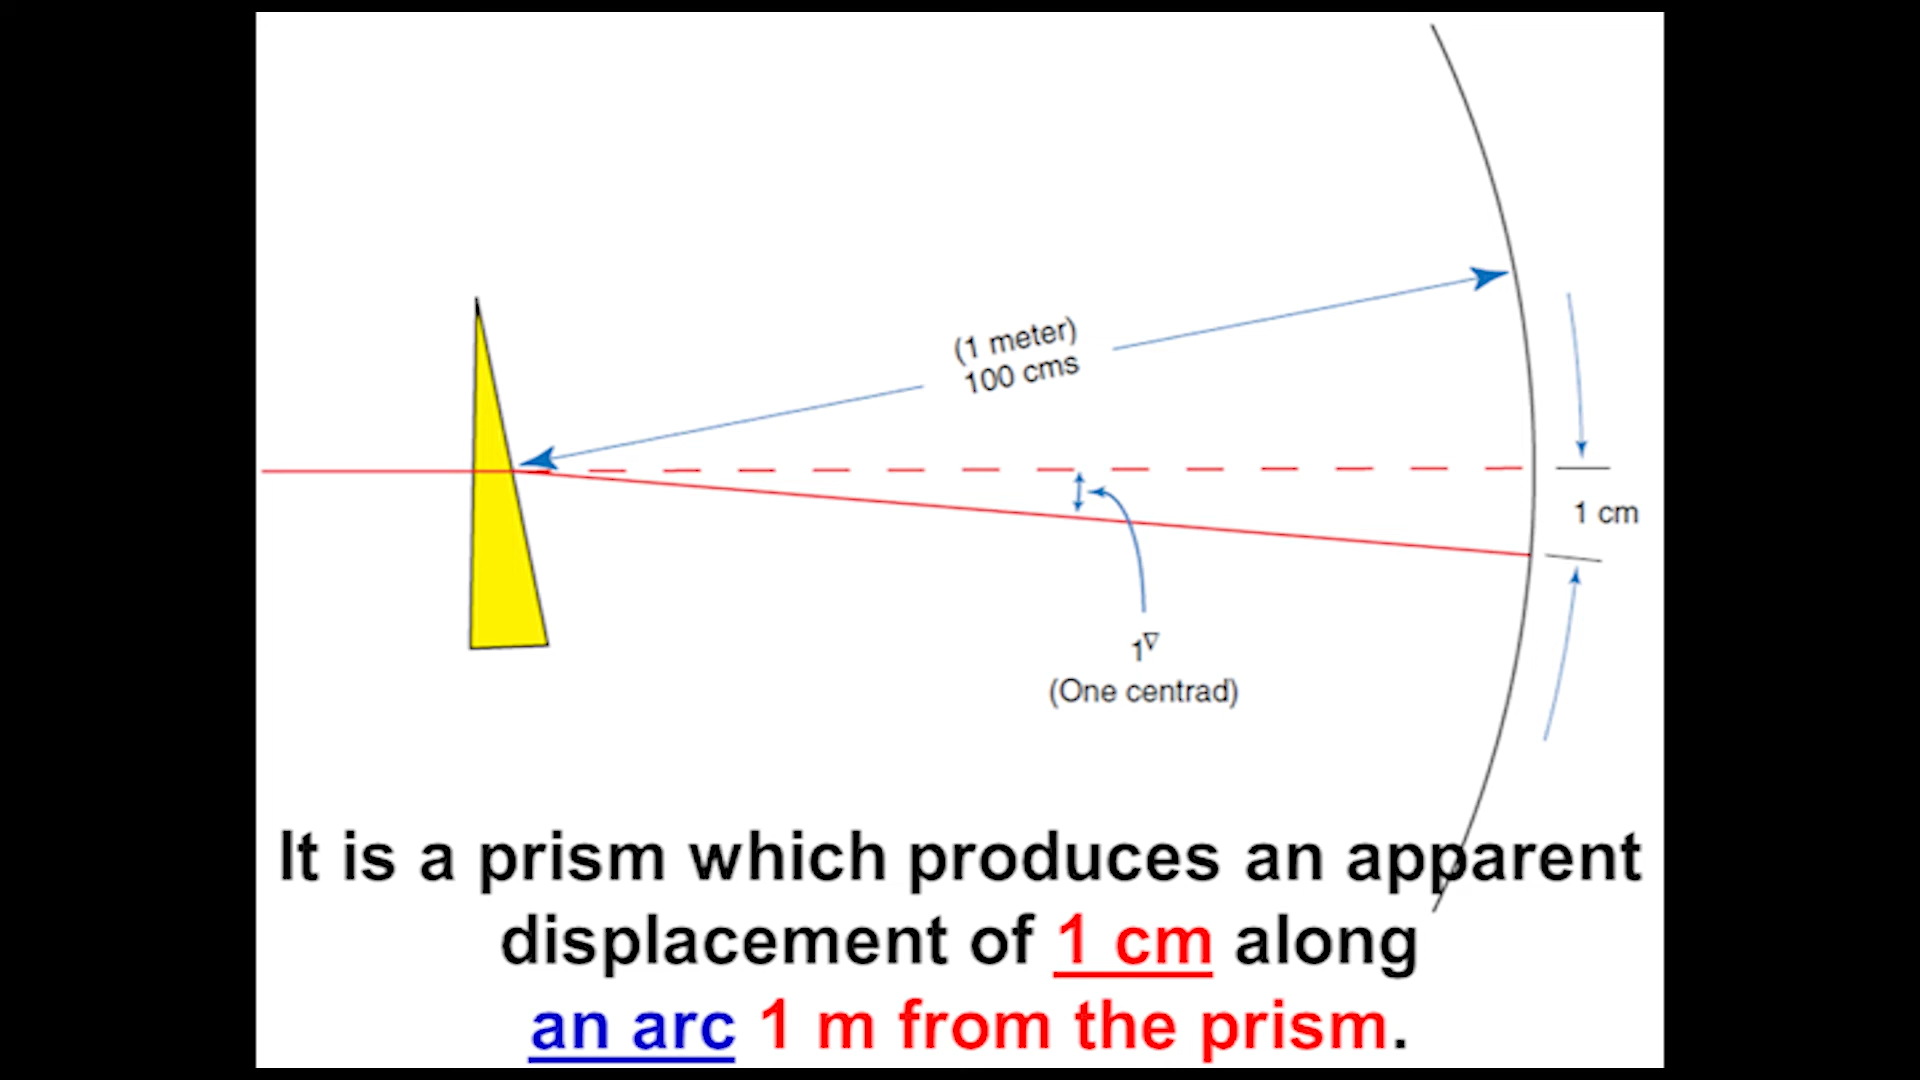 (1 meter)
100 cms
1 cm
1∇
(One centrad)
It is a prism which produces an apparent
displacement of 1 cm along
an arc 1 m from the prism.